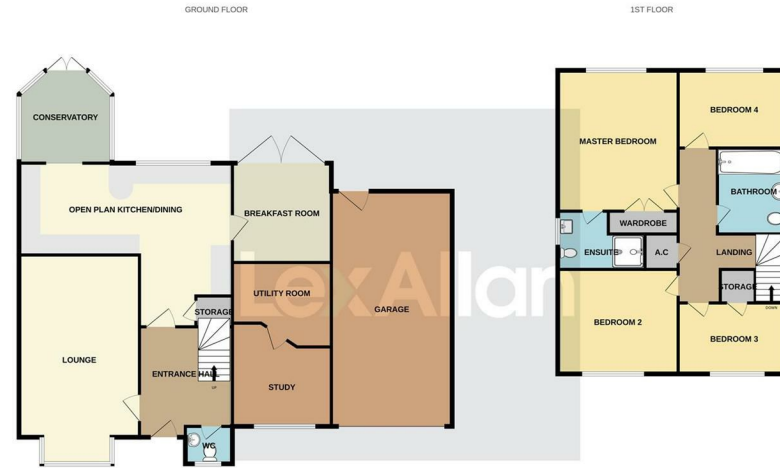 GROUND FLOOR
1ST FLOOR
CONSERVATORY
OPEN PLAN KITCHEN/DINING
BREAKFAST ROOM
UTILITY ROOM
STORAGE
LOUNGE
ENTRANCE HALL
UP
STUDY
WC
GARAGE
LexAllan
MASTER BEDROOM
BEDROOM 4
BATHROOM
WARDROBE
ENSUITE
A.C
LANDING
STORAGE
DOWN
BEDROOM 2
BEDROOM 3